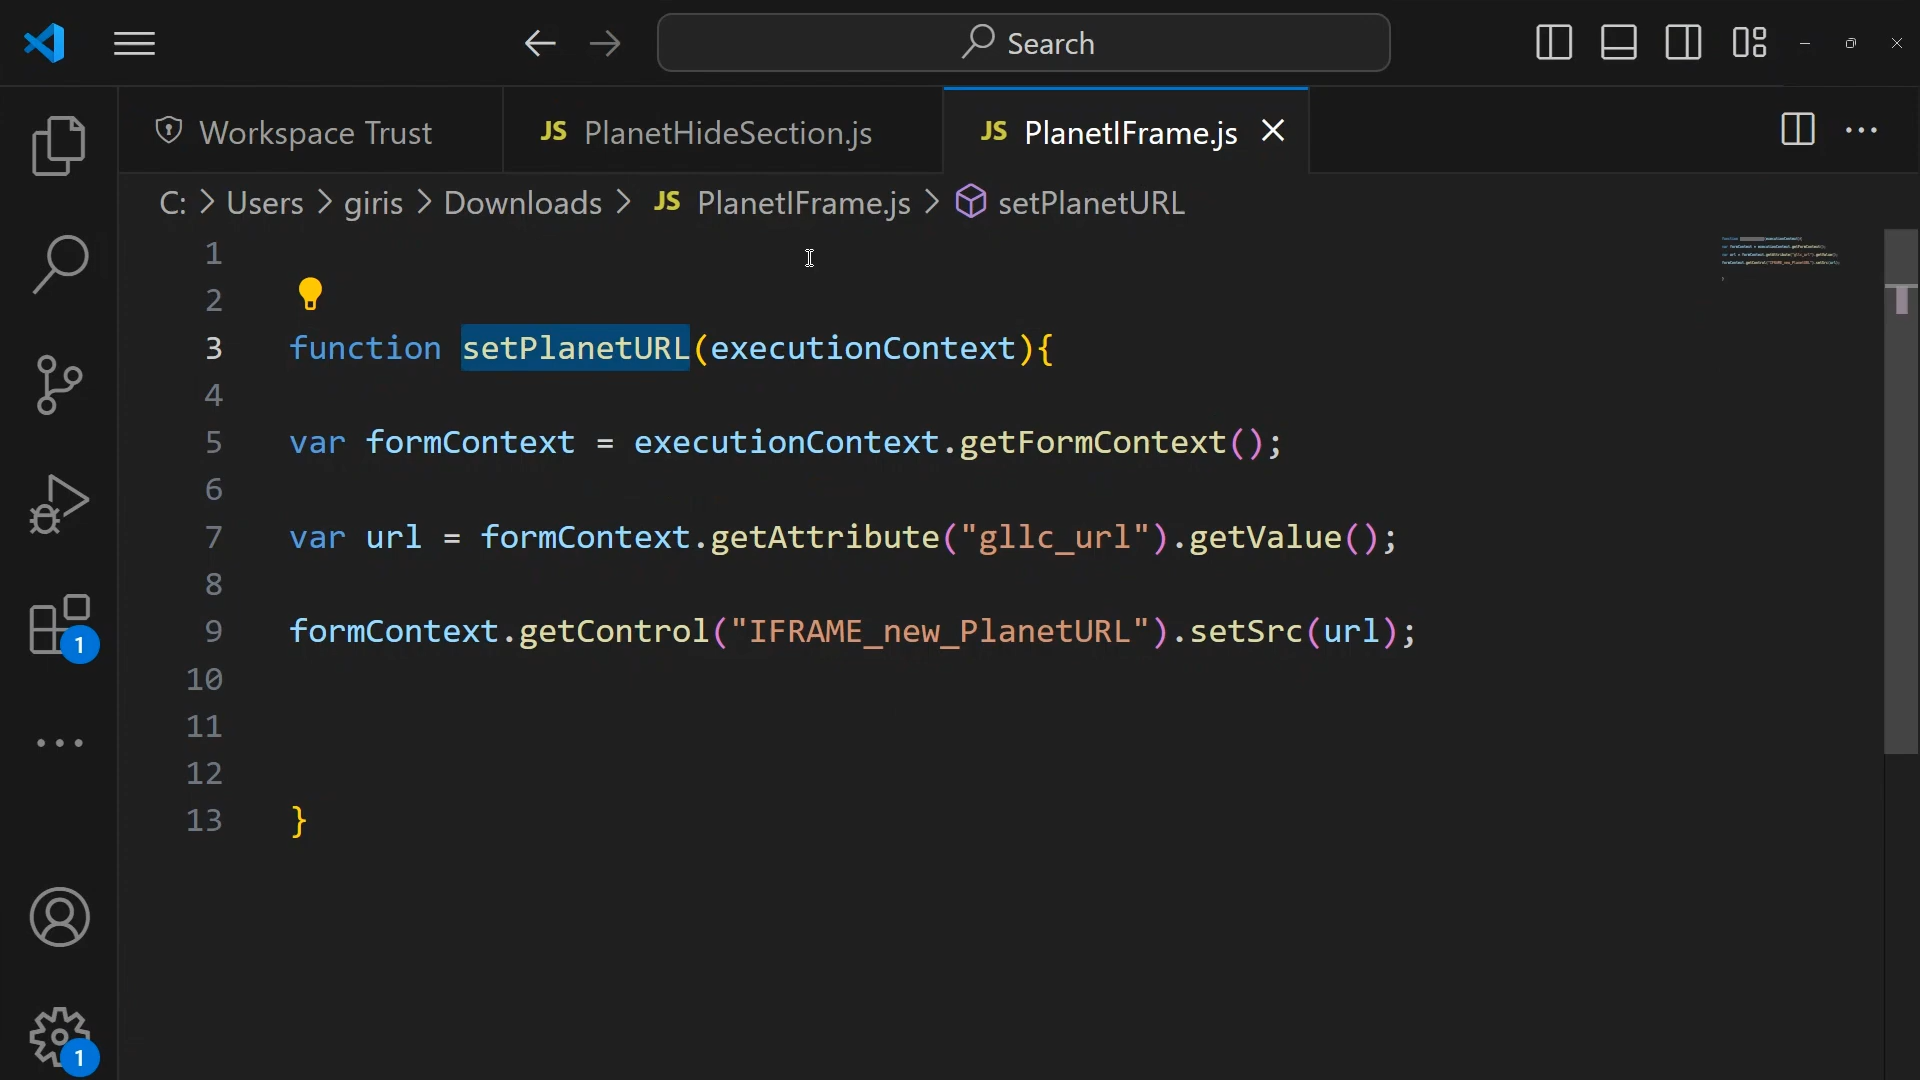 Search
Workspace Trust
JS PlanetHideSection.js
JS PlanetIFrame.js
C: > Users > giris > Downloads > JS PlanetIFrame.js > setPlanetURL
1
2
3 function setPlanetURL(executionContext){
4
5 var formContext = executionContext.getFormContext();
6
7 var url = formContext.getAttribute("gllc_url").getValue();
8
9 formContext.getControl("IFRAME_new_PlanetURL").setSrc(url);
10
11
12
13 }
1
1